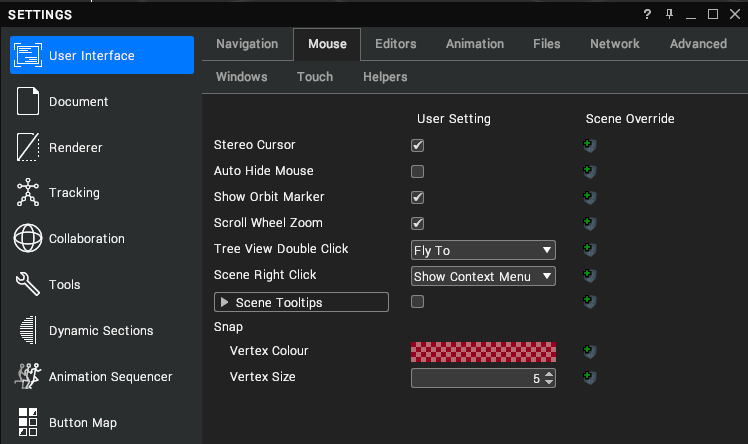 SETTINGS
User Interface
Document
Renderer
Tracking
Collaboration
Tools
Dynamic Sections
Animation Sequencer
Button Map
Navigation Mouse Editors Animation Files Network Advanced
Windows Touch Helpers
User Setting Scene Override
Stereo Cursor
Auto Hide Mouse
Show Orbit Marker
Scroll Wheel Zoom
Tree View Double Click Fly To
Scene Right Click Show Context Menu
Scene Tooltips
Snap
Vertex Colour
Vertex Size 5